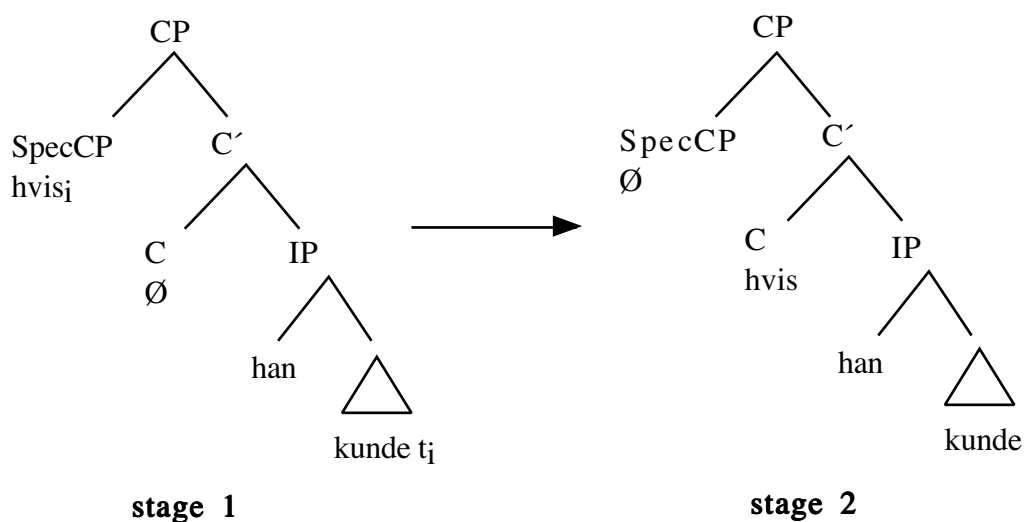 CP
SpecCP
hvisi
C´
C
Ø
IP
han
kunde ti
stage 1
CP
SpecCP
Ø
C´
C
hvis
IP
han
kunde
stage 2